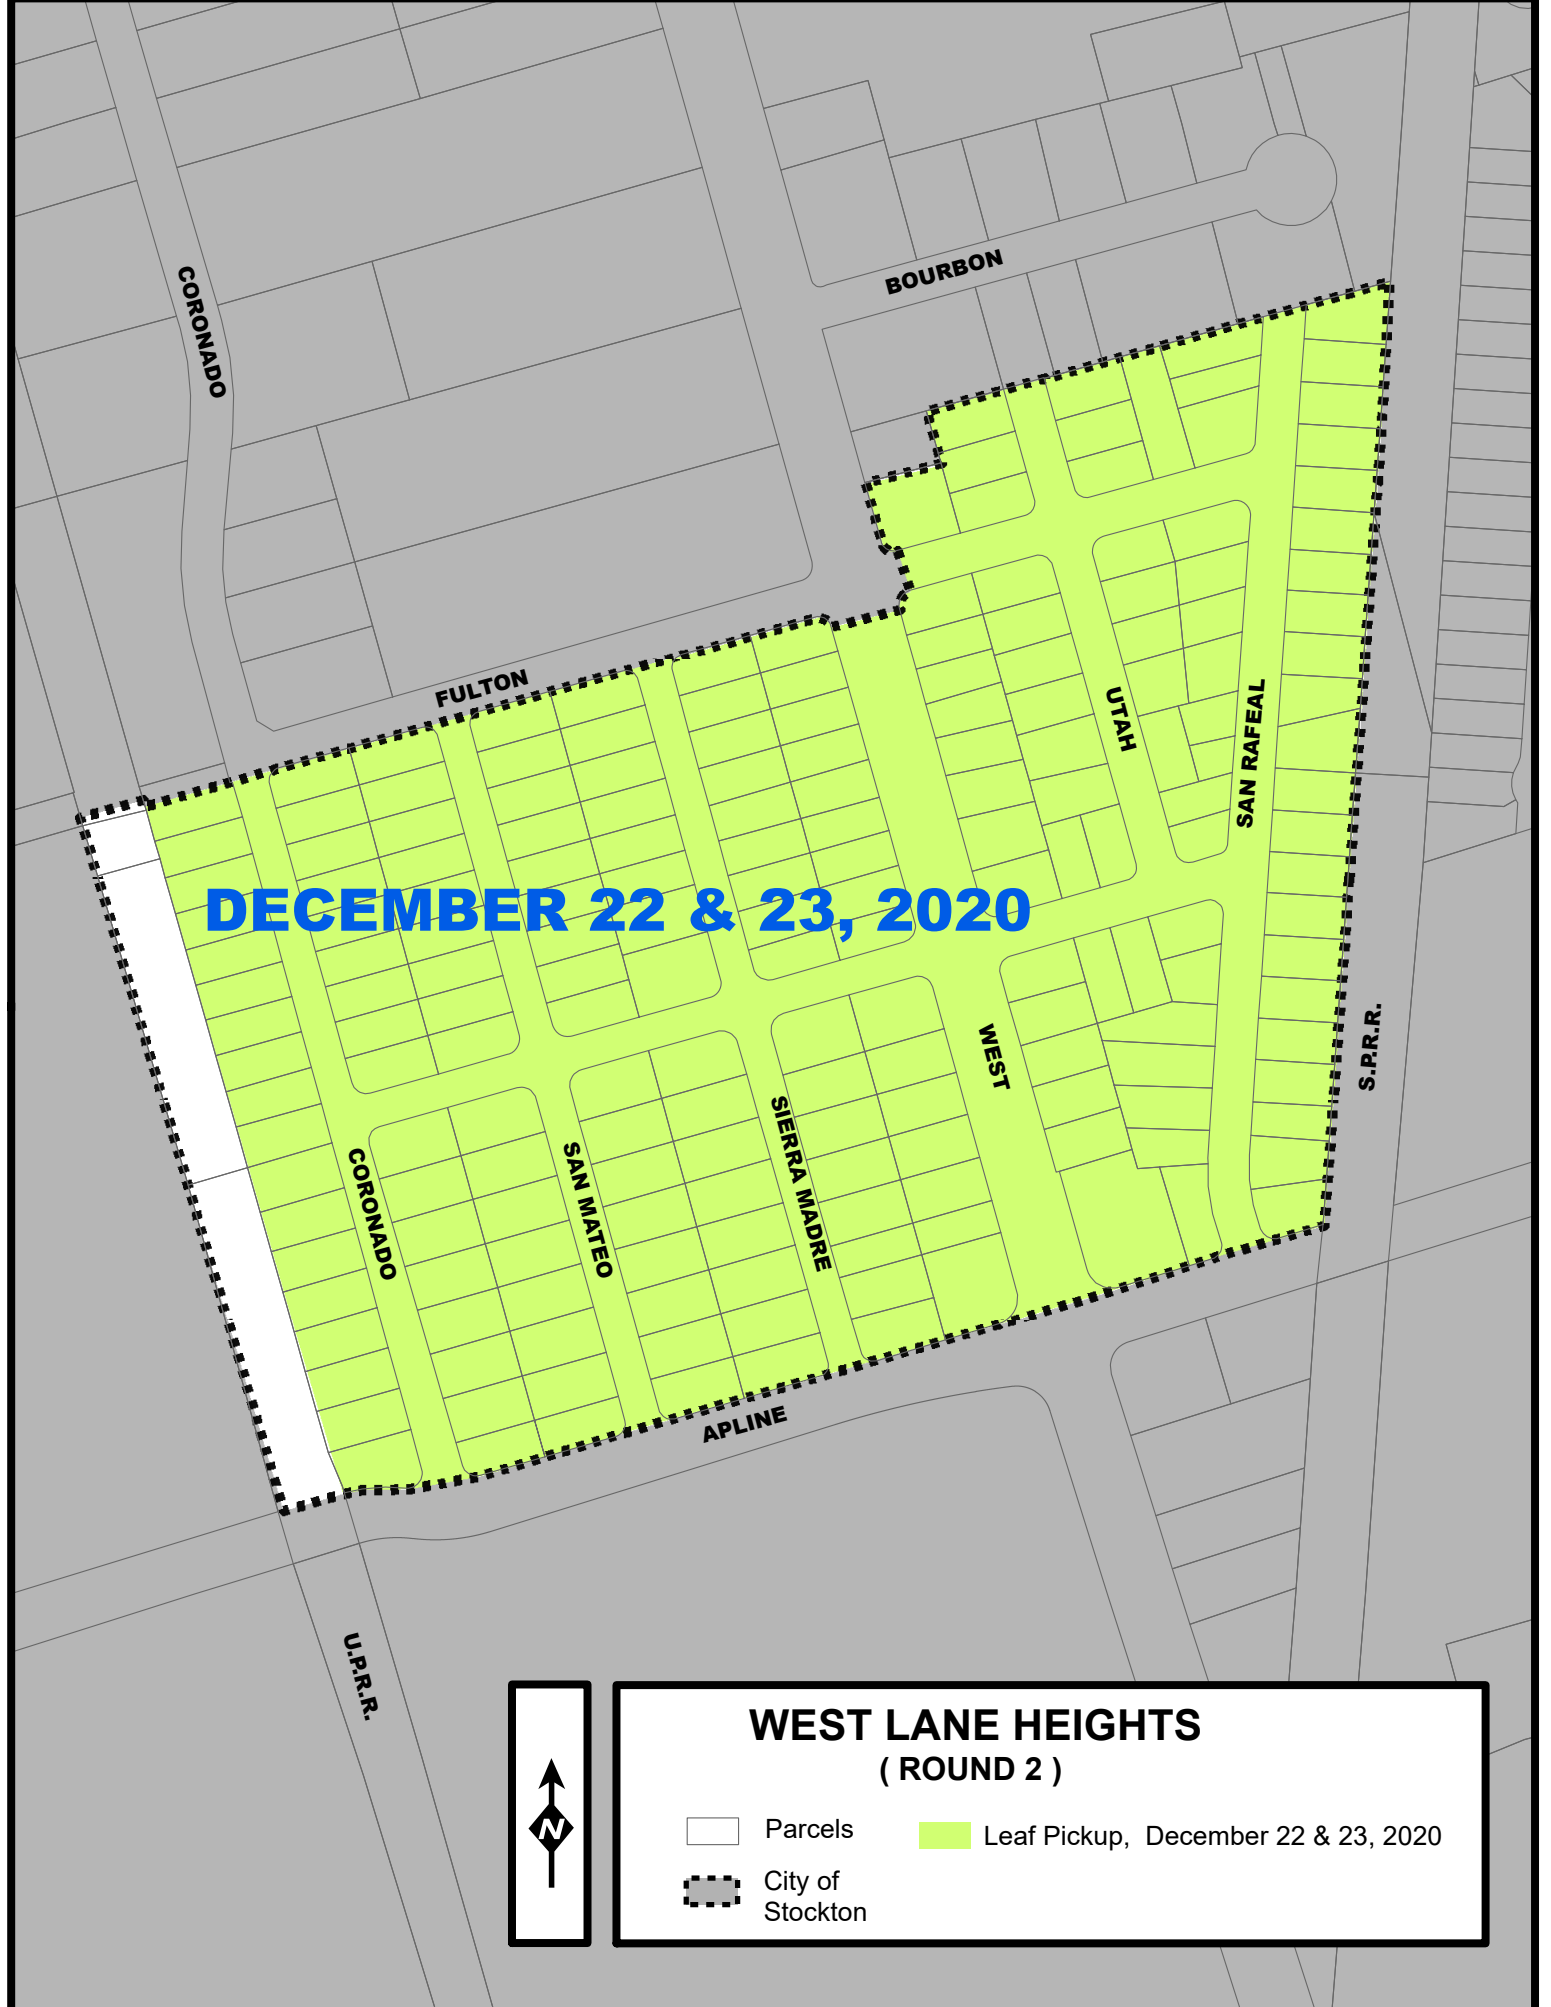 CORONADO
BOURBON
FULTON
UTAH
SAN RAFEAL
DECEMBER 22 & 23, 2020
WEST
S.P.R.R.
CORONADO
SAN MATEO
SIERRA MADRE
APLINE
U.P.R.R.
WEST LANE HEIGHTS
( ROUND 2 )
N
Parcels
Leaf Pickup, December 22 & 23, 2020
City of
Stockton